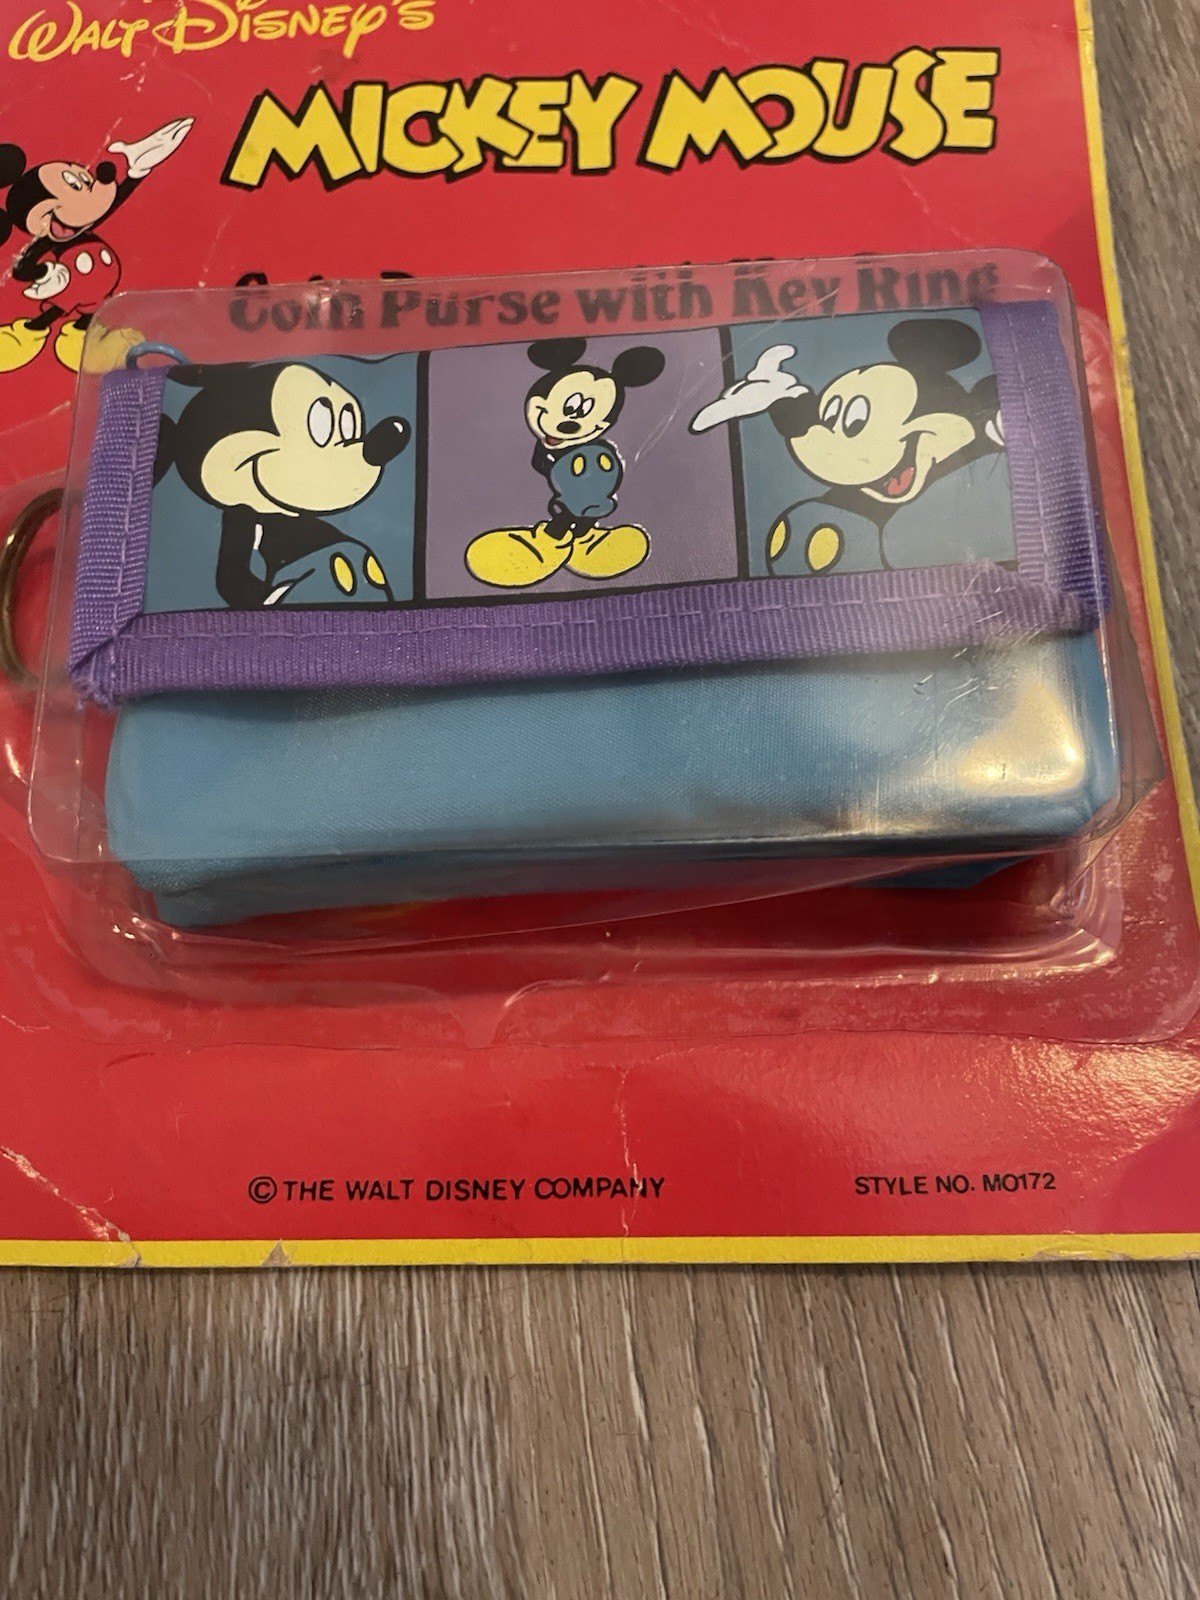 WALT DISNEY'S
MICKEY MOUSE
Coin Purse with Key Ring
© THE WALT DISNEY COMPANY
STYLE NO. MO172